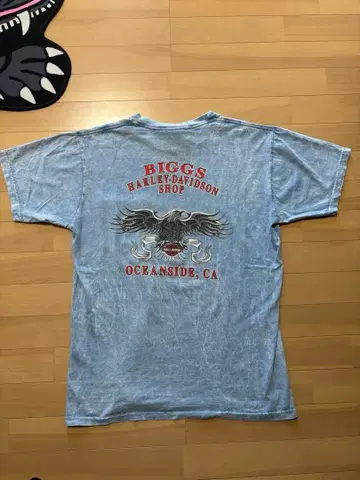 BIGGS
HARLEY-DAVIDSON
SHOP
OCEANSIDE, CA